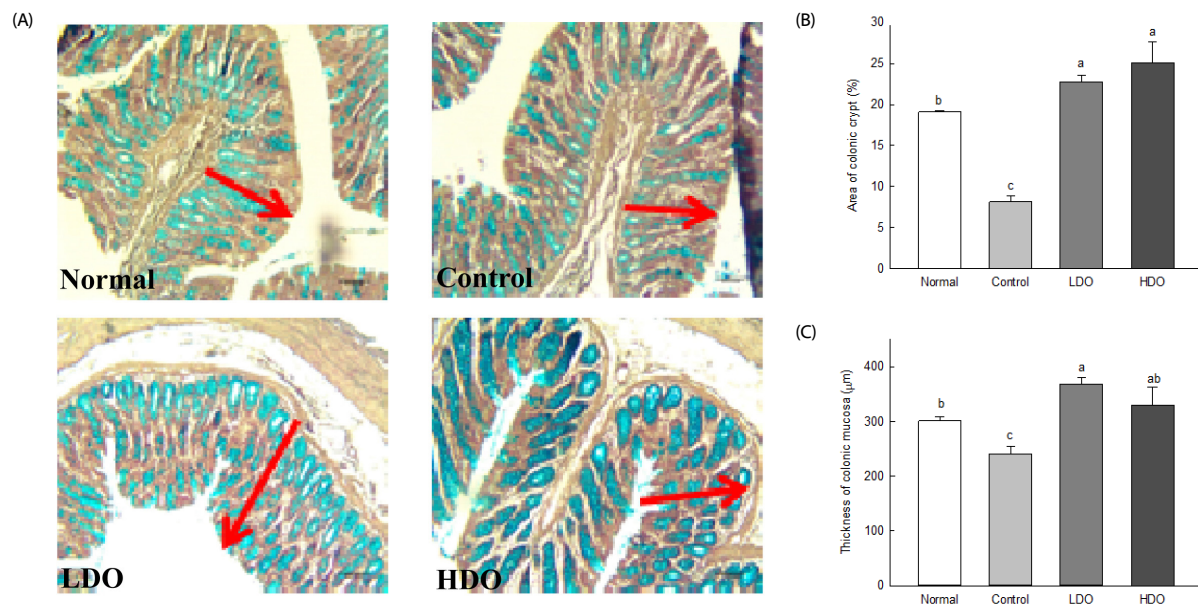 (A)
Normal
Control
LDO
HDO
(B)
Area of colonic crypt (%)
30
25
20
15
10
5
0
b
c
a
a
Normal Control LDO HDO
(C)
Thickness of colonic mucosa (μm)
400
300
200
100
0
b
c
a
ab
Normal Control LDO HDO